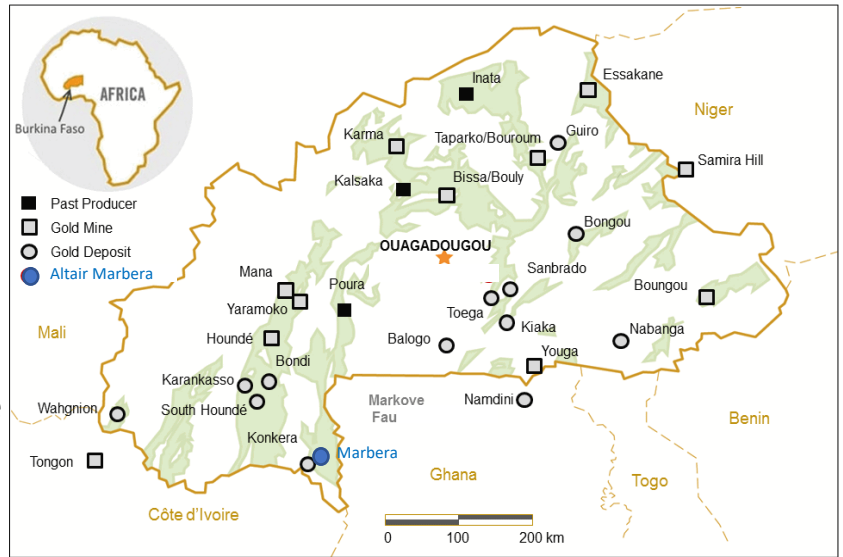 AFRICA
Burkina Faso
Past Producer
Gold Mine
Gold Deposit
Altair Marbera
Inata
Essakane
Niger
Karma
Taparko/Bouroum
Guiro
Samira Hill
Kalsaka
Bissa/Bouly
Bongou
OUAGADOUGOU
Sanbrado
Mana
Poura
Boungou
Yaramoko
Toega
Mali
Houndé
Balogo
Kiaka
Nabanga
Bondi
Youga
Karankasso
Markove
Fau
Namdini
Wahgnion
South Houndé
Benin
Konkera
Marbera
Tongon
Ghana
Togo
Côte d'Ivoire
0 100 200 km